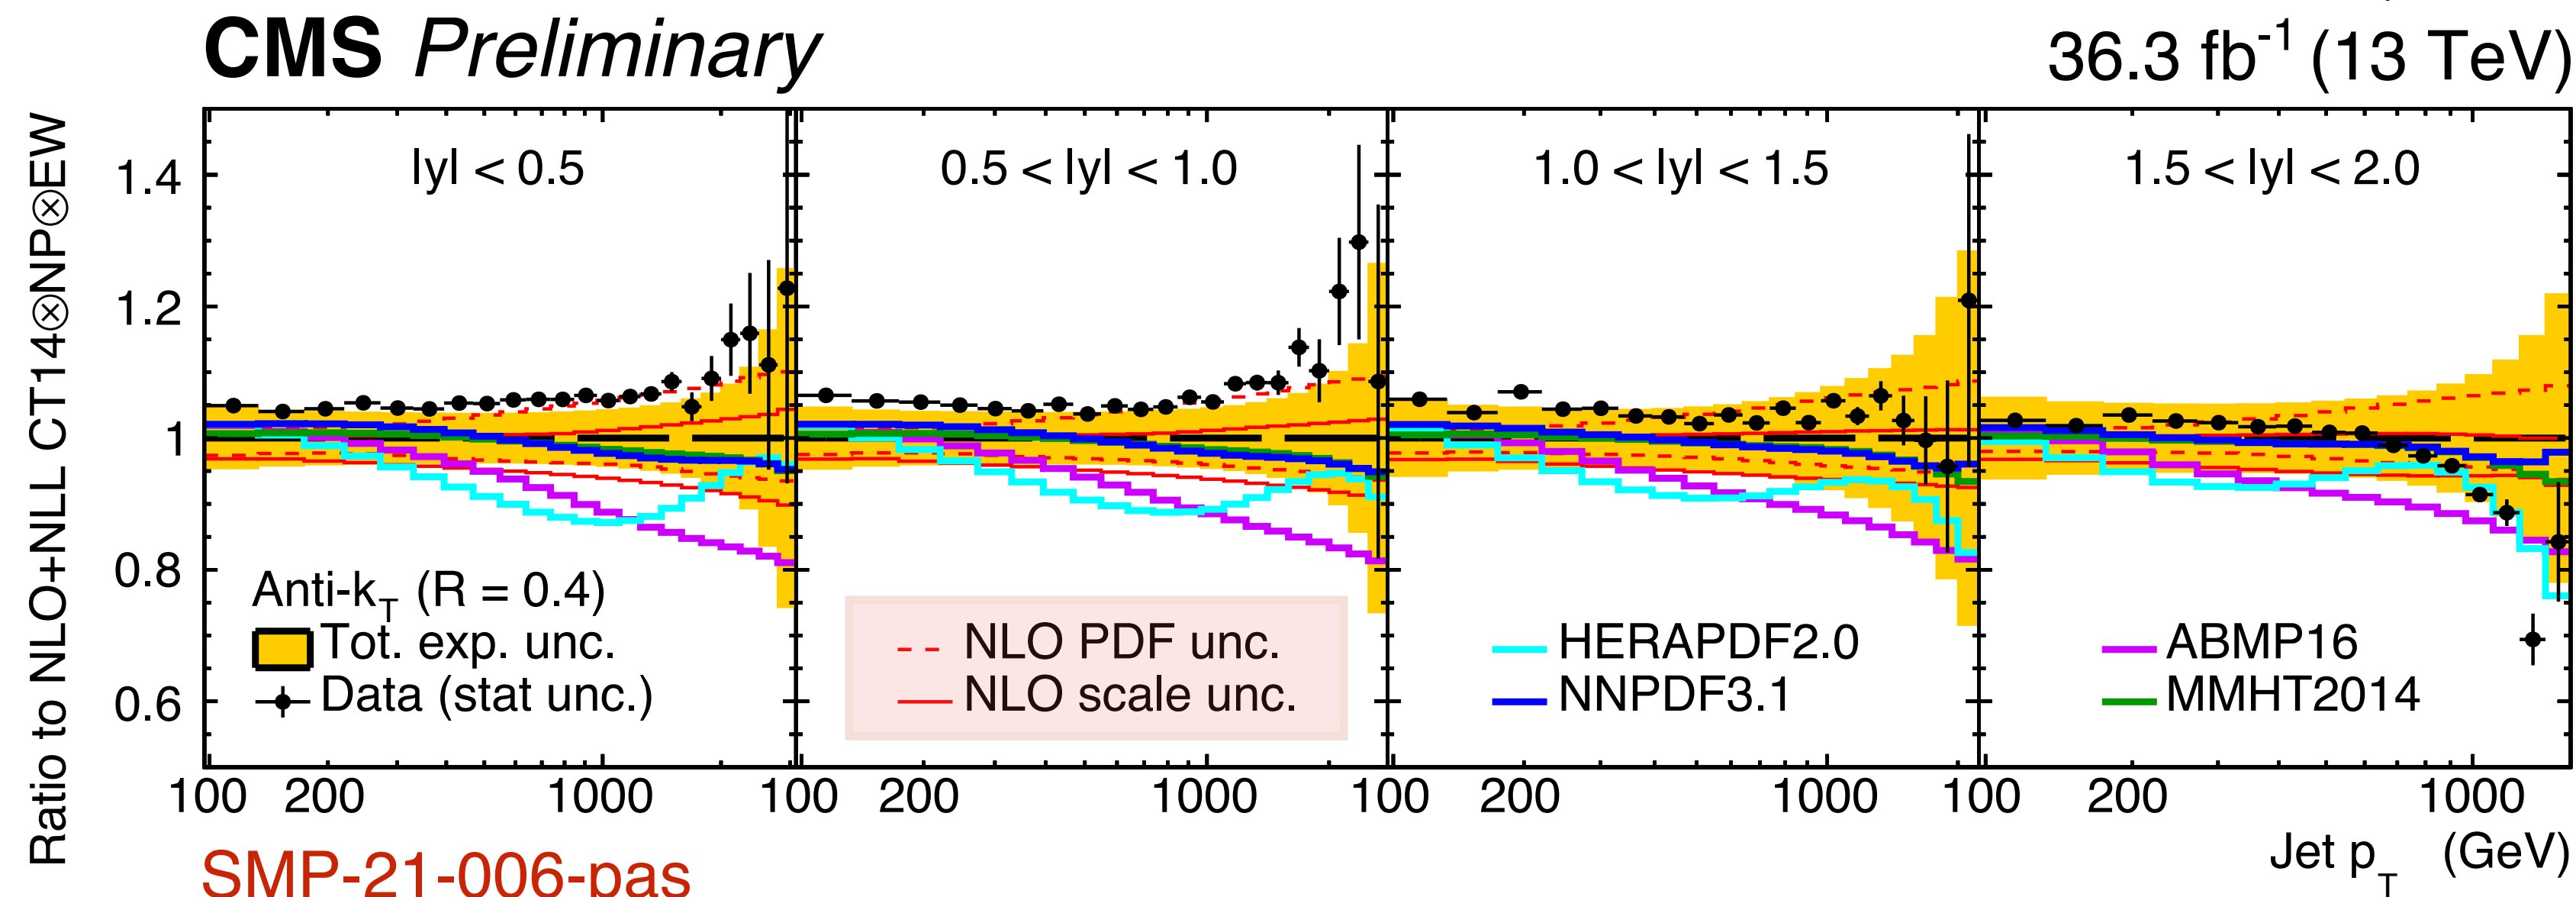 CMS Preliminary
36.3 fb⁻¹ (13 TeV)
Ratio to NLO+NLL CT14⊗NP⊗EW
|y| < 0.5
0.5 < |y| < 1.0
1.0 < |y| < 1.5
1.5 < |y| < 2.0
1.4
1.2
1
0.8
0.6
Anti-k_T (R = 0.4)
Tot. exp. unc.
Data (stat unc.)
NLO PDF unc.
NLO scale unc.
HERAPDF2.0
NNPDF3.1
ABMP16
MMHT2014
100 200 1000 100 200 1000 100 200 1000 100 200 1000
Jet p_T (GeV)
SMP-21-006-pas